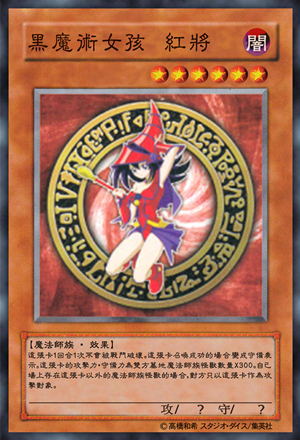 黑魔術女孩 紅將
闇
【魔法師族・效果】
這張卡1回合1次不會被戰鬥破壞。這張卡召喚成功的場合變成守備表
示。這張卡的攻擊力・守備力為雙方墓地魔法師族怪獸數量X300。自己
場上存在這張卡以外的魔法師族怪獸的場合,對方只以這張卡作為攻
擊對象。
攻/ ? 守/ ?
©高橋和希 スタジオ・ダイス/集英社